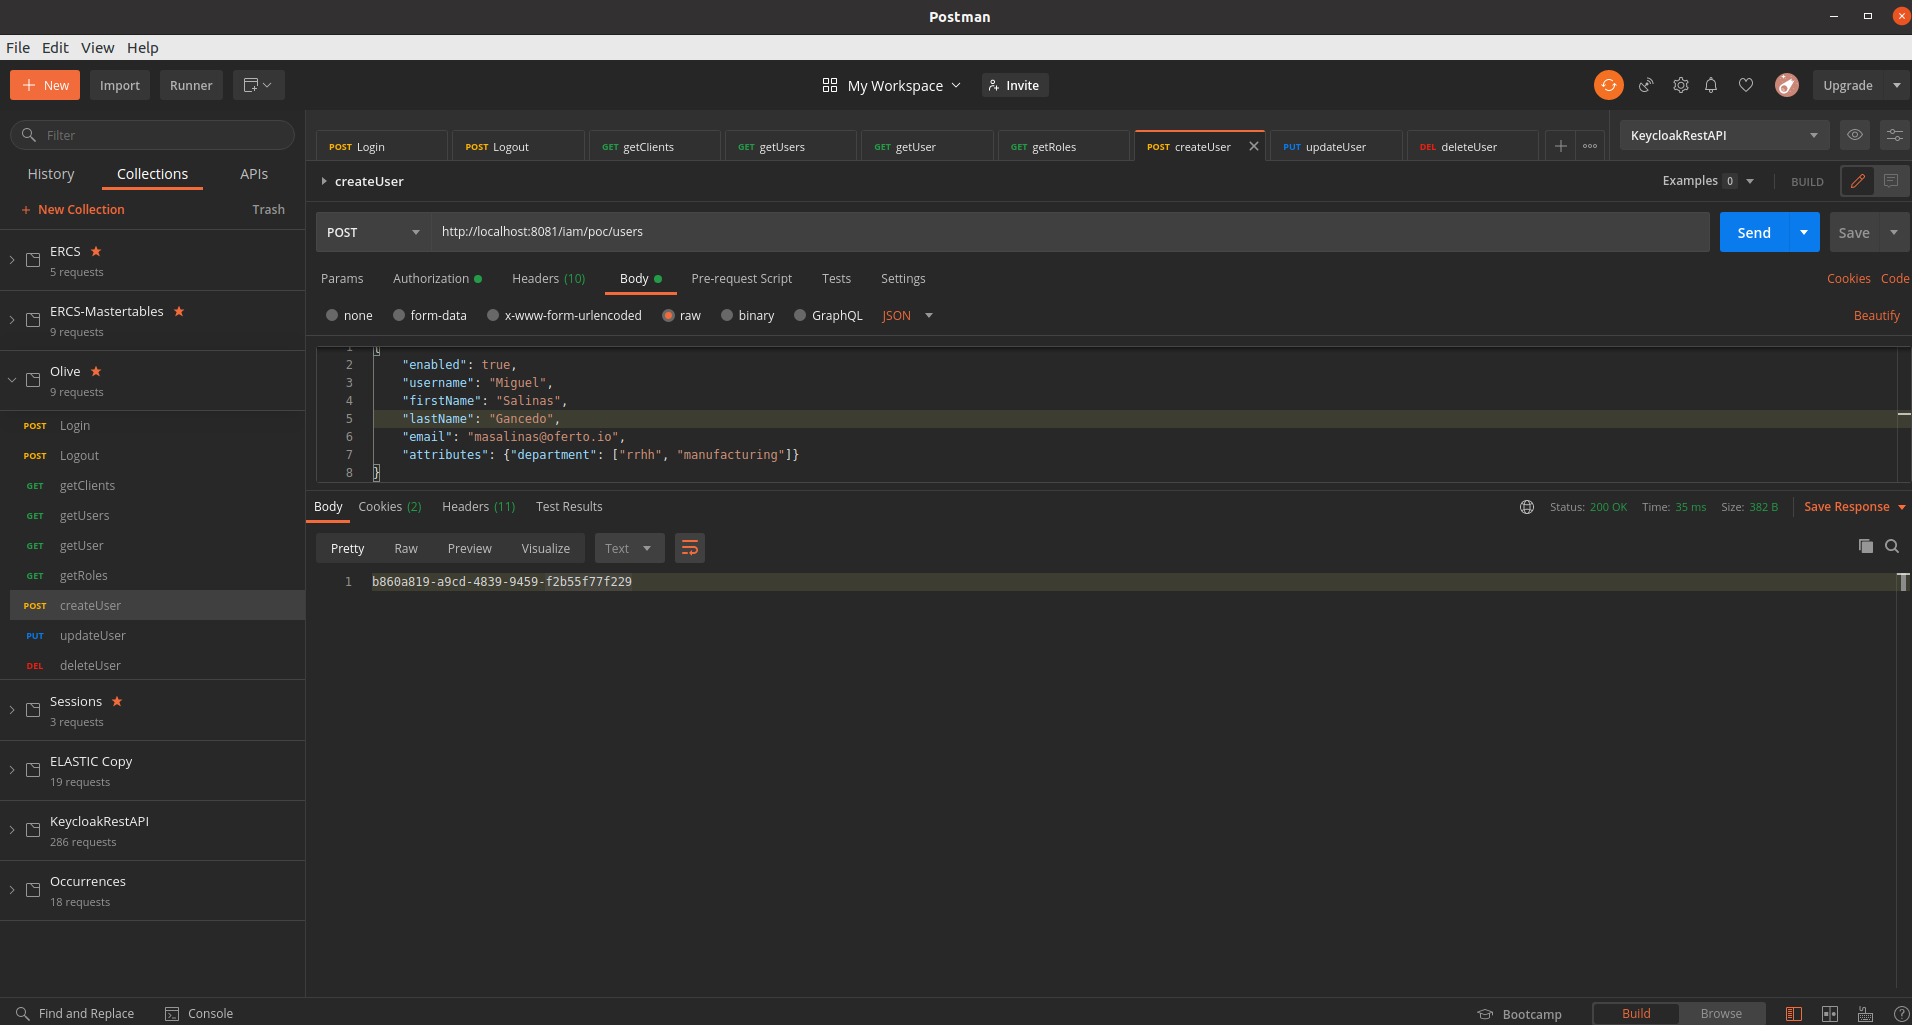 Postman
File Edit View Help
+ New Import Runner My Workspace Invite Upgrade
Filter
History Collections APIs
+ New Collection Trash
ERCS
5 requests
ERCS-Mastertables
9 requests
Olive
9 requests
POST Login
POST Logout
GET getClients
GET getUsers
GET getUser
GET getRoles
POST createUser
PUT updateUser
DEL deleteUser
Sessions
3 requests
ELASTIC Copy
19 requests
KeycloakRestAPI
286 requests
Occurrences
18 requests
POST Login POST Logout GET getClients GET getUsers GET getUser GET getRoles POST createUser PUT updateUser DEL deleteUser KeycloakRestAPI
createUser Examples 0 BUILD
POST http://localhost:8081/iam/poc/users Send Save
Params Authorization Headers (10) Body Pre-request Script Tests Settings Cookies Code
none form-data x-www-form-urlencoded raw binary GraphQL JSON Beautify
1 {
2 "enabled": true,
3 "username": "Miguel",
4 "firstName": "Salinas",
5 "lastName": "Gancedo",
6 "email": "masalinas@oferto.io",
7 "attributes": {"department": ["rrhh", "manufacturing"]}
8 }
Body Cookies (2) Headers (11) Test Results Status: 200 OK Time: 35 ms Size: 382 B Save Response
Pretty Raw Preview Visualize Text
1 b860a819-a9cd-4839-9459-f2b55f77f229
Find and Replace Console Bootcamp Build Browse